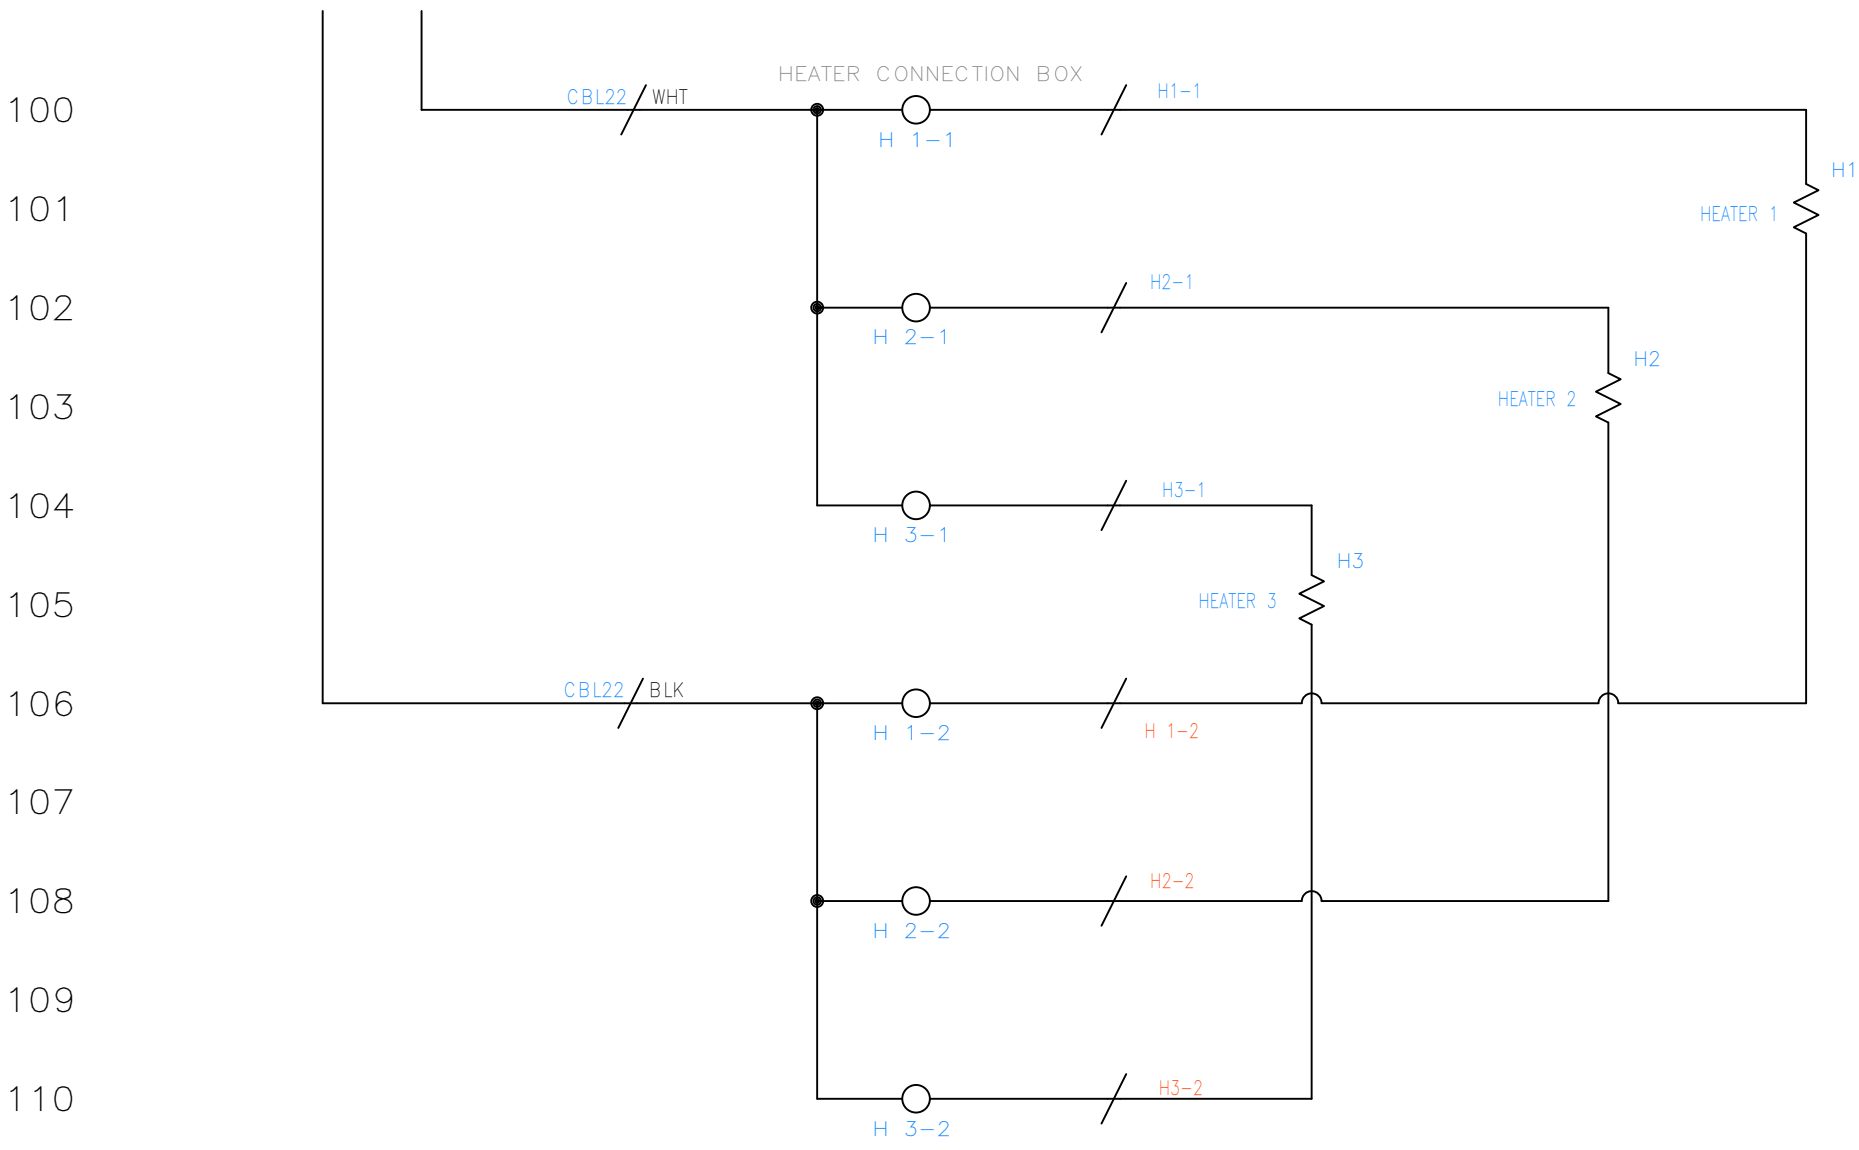 HEATER CONNECTION BOX
100 CBL22 WHT H1-1
H 1-1
H1
101 HEATER 1
H2-1
102
H 2-1
H2
103 HEATER 2
H3-1
104
H 3-1
H3
105 HEATER 3
CBL22 BLK
106
H 1-2 H 1-2
107
H2-2
108
H 2-2
109
H3-2
110
H 3-2